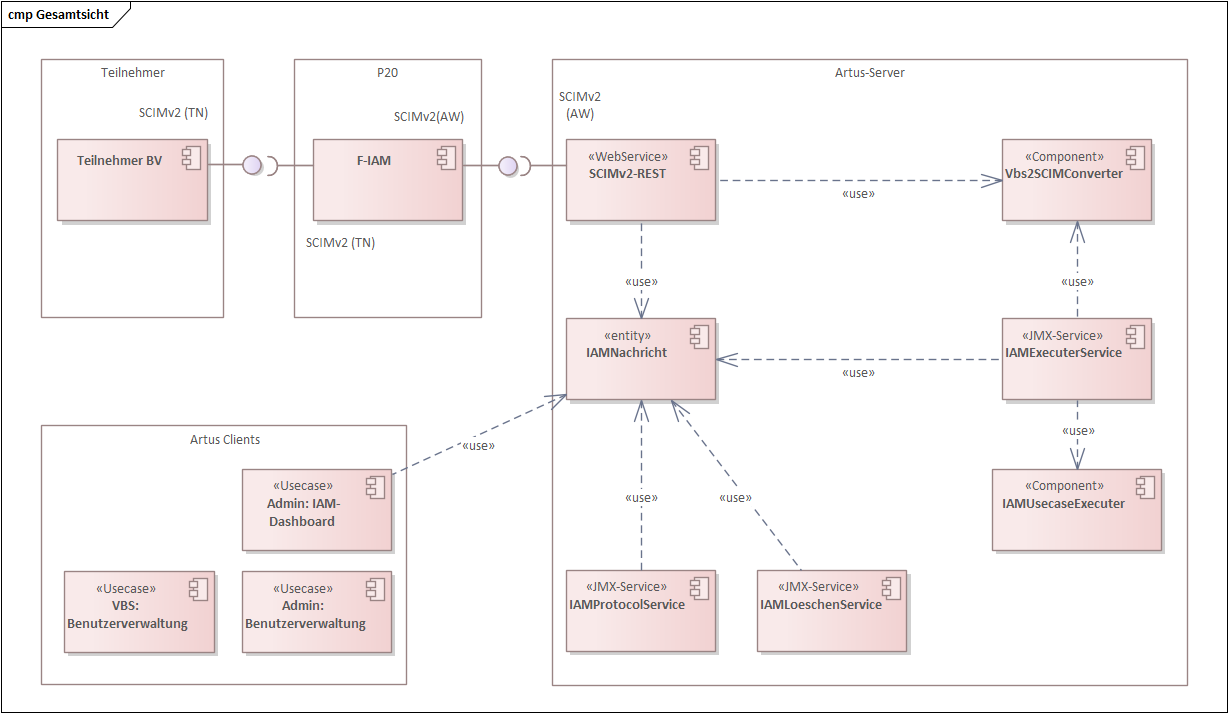 cmp Gesamtsicht
Teilnehmer
SCIMv2 (TN)
Teilnehmer BV
P20
SCIMv2(AW)
F-IAM
SCIMv2 (TN)
Artus-Server
SCIMv2
(AW)
«WebService»
SCIMv2-REST
«use»
«Component»
Vbs2SCIMConverter
«use»
«use»
«entity»
IAMNachricht
«use»
«JMX-Service»
IAMExecuterService
«use»
«Component»
IAMUsecaseExecuter
«use»
«use»
«JMX-Service»
IAMProtocolService
«JMX-Service»
IAMLoeschenService
Artus Clients
«use»
«Usecase»
Admin: IAM-
Dashboard
«Usecase»
VBS:
Benutzerverwaltung
«Usecase»
Admin:
Benutzerverwaltung